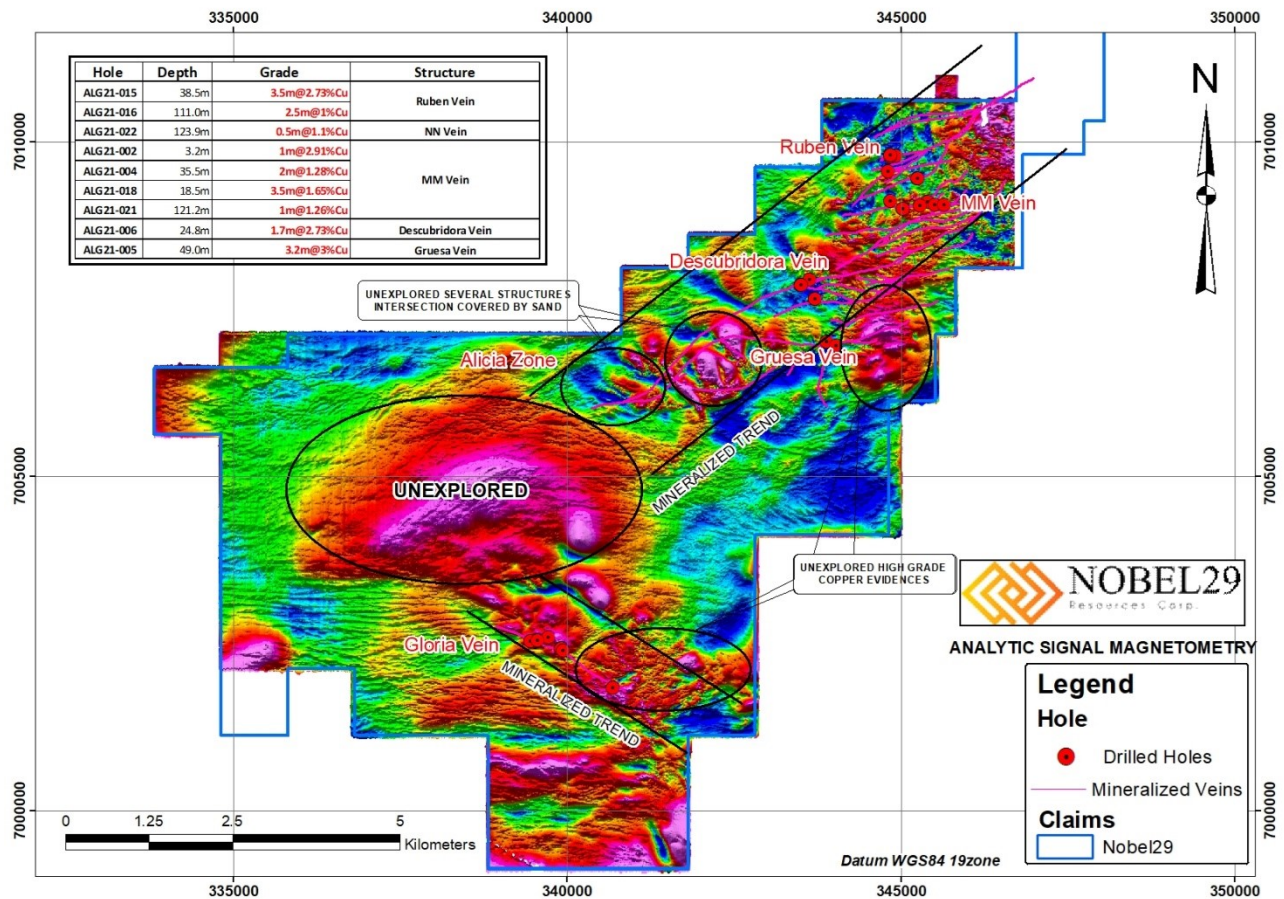 335000 340000 345000 350000
Hole Depth Grade Structure
ALG21-015 38.5m 3.5m@2.73%Cu Ruben Vein
ALG21-016 111.0m 2.5m@1%Cu
ALG21-022 123.9m 0.5m@1.1%Cu NN Vein
ALG21-002 3.2m 1m@2.91%Cu MM Vein
ALG21-004 35.5m 2m@1.28%Cu
ALG21-018 18.5m 3.5m@1.65%Cu
ALG21-021 121.2m 1m@1.26%Cu
ALG21-006 24.8m 1.7m@2.73%Cu Descubridora Vein
ALG21-005 49.0m 3.2m@3%Cu Gruesa Vein
N
7010000 7010000
Ruben Vein
MM Vein
Descubridora Vein
UNEXPLORED SEVERAL STRUCTURES
INTERSECTION COVERED BY SAND
Alicia Zone
Gruesa Vein
MINERALIZED TREND
7005000 7005000
UNEXPLORED
UNEXPLORED HIGH GRADE
COPPER EVIDENCES
NOBEL29
Resources Corp.
Gloria Vein
MINERALIZED TREND
ANALYTIC SIGNAL MAGNETOMETRY
Legend
Hole
Drilled Holes
Mineralized Veins
Claims
Nobel29
7000000 7000000
0 1.25 2.5 5
Kilometers
Datum WGS84 19zone
335000 340000 345000 350000